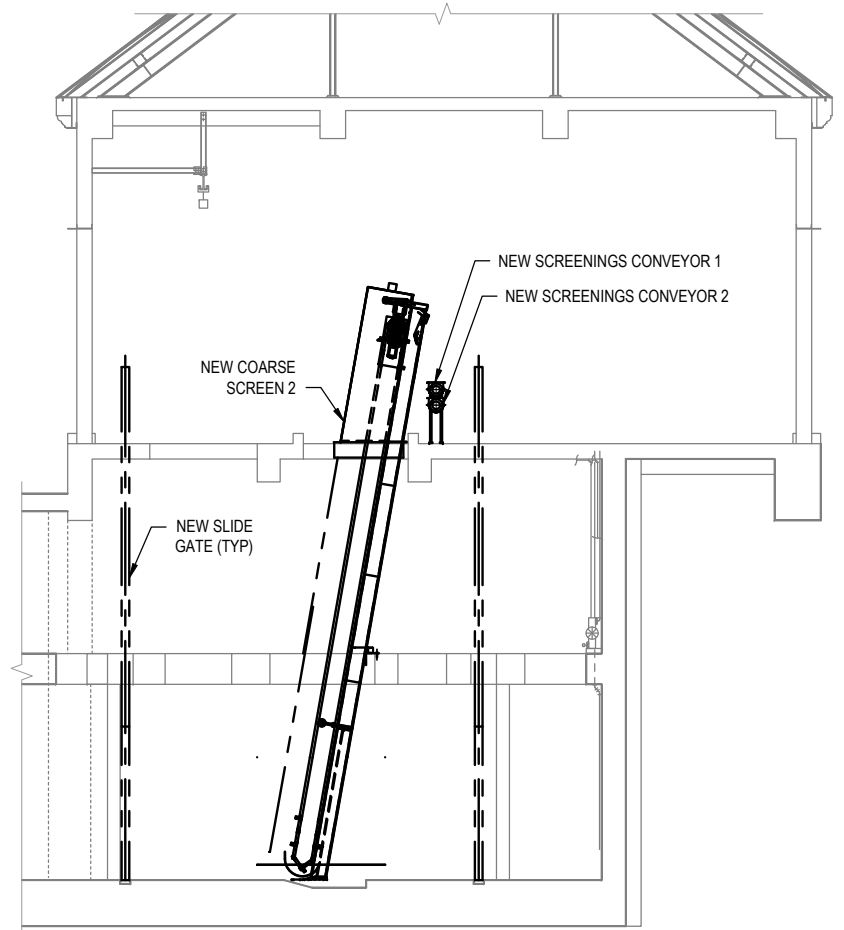 NEW SCREENINGS CONVEYOR 1
NEW SCREENINGS CONVEYOR 2
NEW COARSE
SCREEN 2
NEW SLIDE
GATE (TYP)